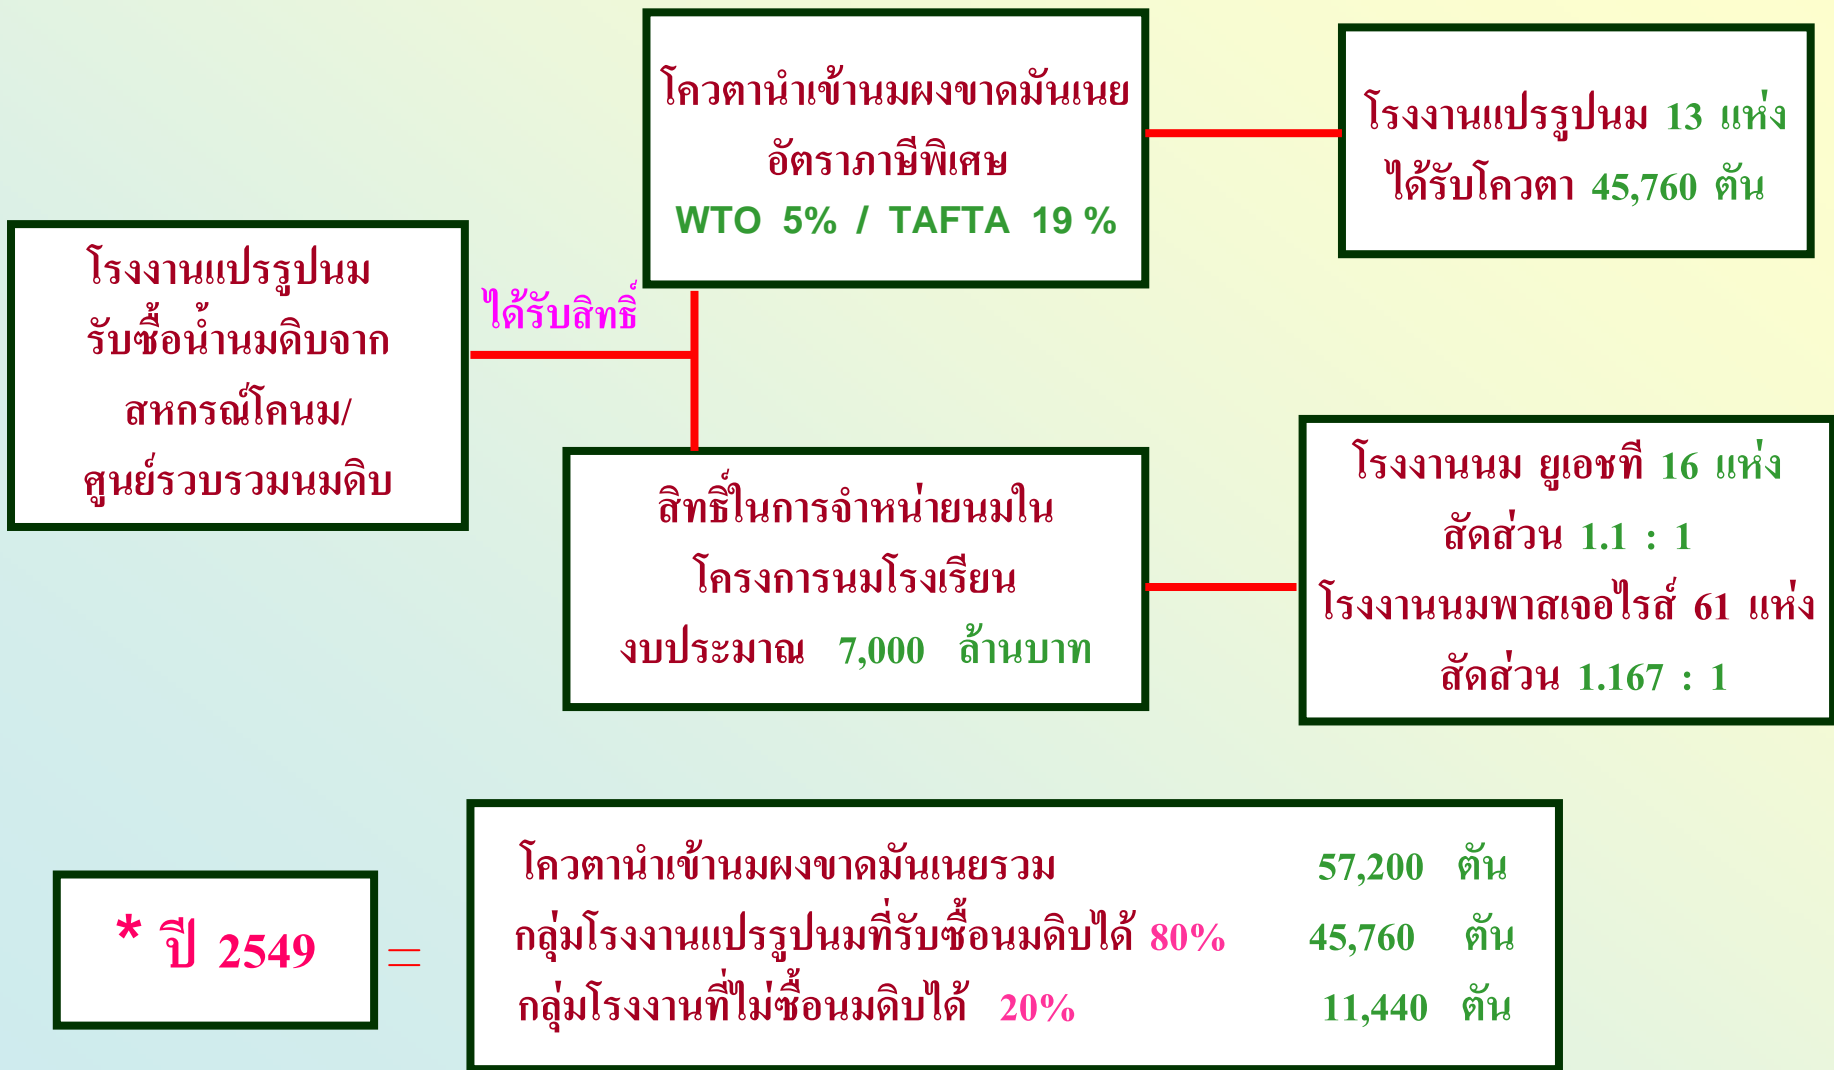 โควตานำเข้านมผงขาดมันเนย
อัตราภาษีพิเศษ
WTO 5% / TAFTA 19 %
โรงงานแปรรูปนม 13 แห่ง
ได้รับโควตา 45,760 ตัน
โรงงานแปรรูปนม
รับซื้อน้ำนมดิบจาก
สหกรณ์โคนม/
ศูนย์รวบรวมนมดิบ
ได้รับสิทธิ์
สิทธิ์ในการจำหน่ายนมใน
โครงการนมโรงเรียน
งบประมาณ 7,000 ล้านบาท
โรงงานนม ยูเอชที 16 แห่ง
สัดส่วน 1.1 : 1
โรงงานนมพาสเจอไรส์ 61 แห่ง
สัดส่วน 1.167 : 1
* ปี 2549
=
โควตานำเข้านมผงขาดมันเนยรวม 57,200 ตัน
กลุ่มโรงงานแปรรูปนมที่รับซื้อนมดิบได้ 80% 45,760 ตัน
กลุ่มโรงงานที่ไม่ซื้อนมดิบได้ 20% 11,440 ตัน